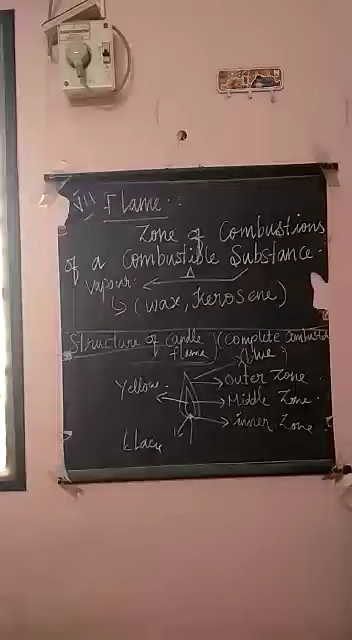 VII
Flame :
Zone of Combustions
of a Combustible Substance.
Δ
Vapour.
(wax, Kerosene)
Structure of Candle
flame
(Complete Combustion
blue
Yellow.
Outer Zone.
Middle Zone.
inner Zone.
black